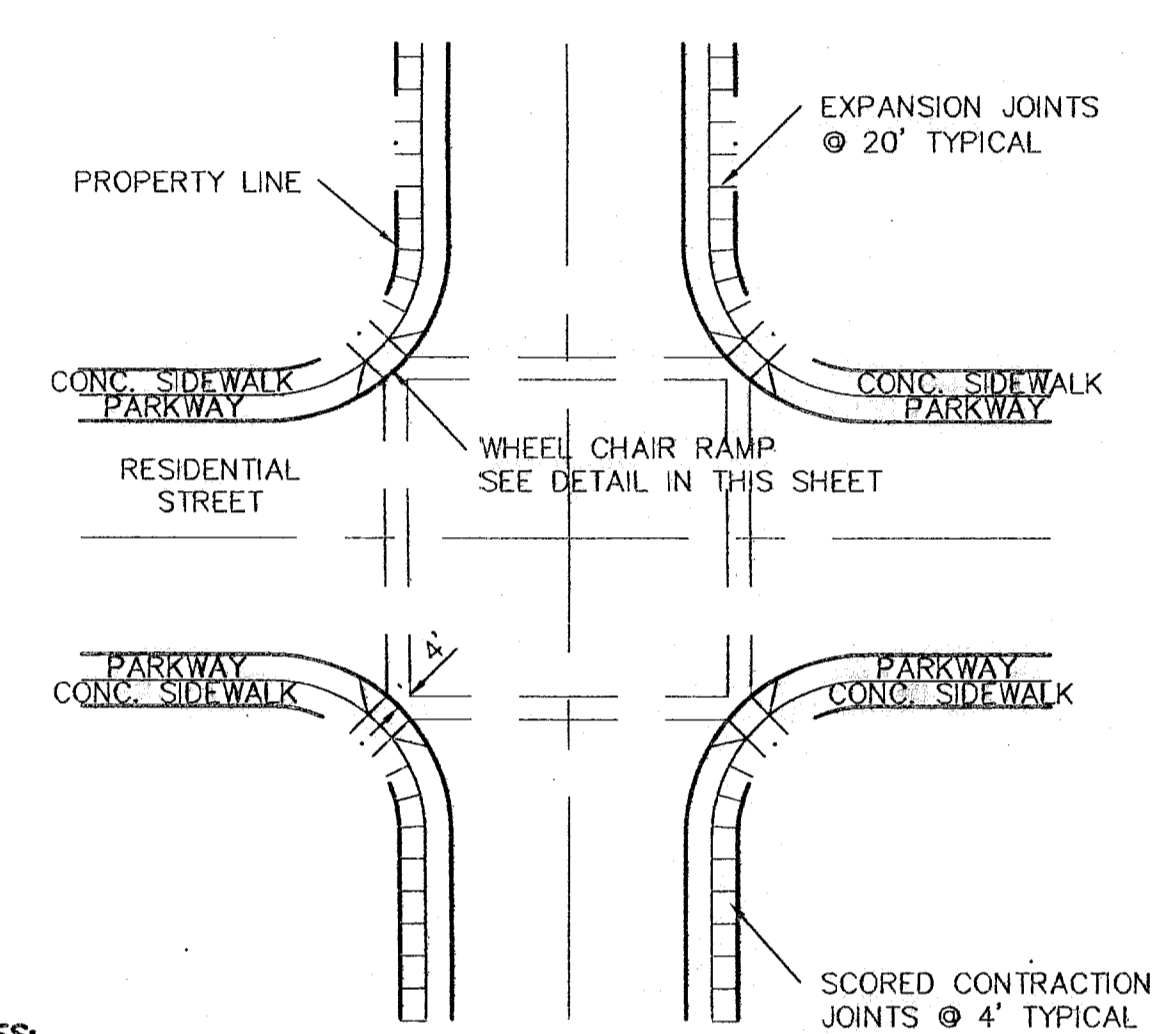 EXPANSION JOINTS
@ 20' TYPICAL
PROPERTY LINE
CONC. SIDEWALK
PARKWAY
CONC. SIDEWALK
PARKWAY
WHEEL CHAIR RAMP
SEE DETAIL IN THIS SHEET
RESIDENTIAL
STREET
4'
PARKWAY
CONC. SIDEWALK
PARKWAY
CONC. SIDEWALK
SCORED CONTRACTION
JOINTS @ 4' TYPICAL